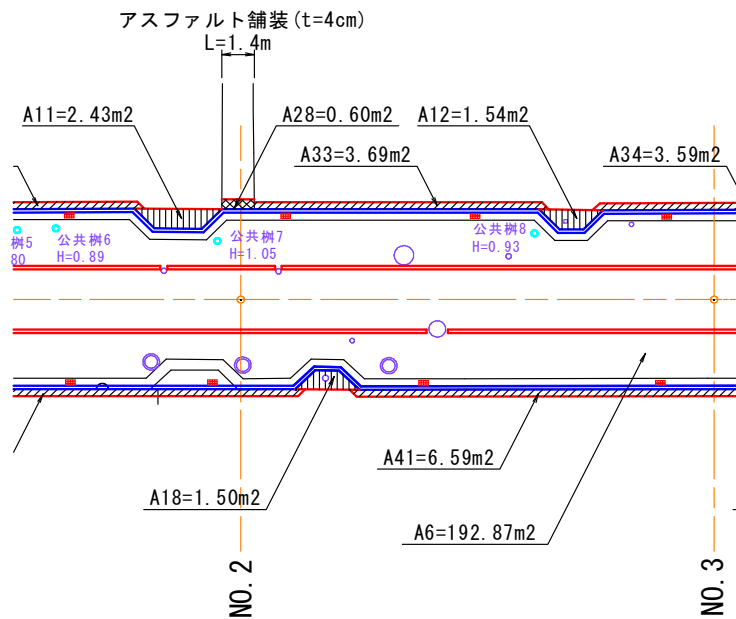 アスファルト舗装(t=4cm)
L=1.4m
A11=2.43m2
A28=0.60m2
A12=1.54m2
A33=3.69m2
A34=3.59m2
桝5
80
公共桝6
H=0.89
公共桝7
H=1.05
公共桝8
H=0.93
A41=6.59m2
A18=1.50m2
A6=192.87m2
NO.2
NO.3